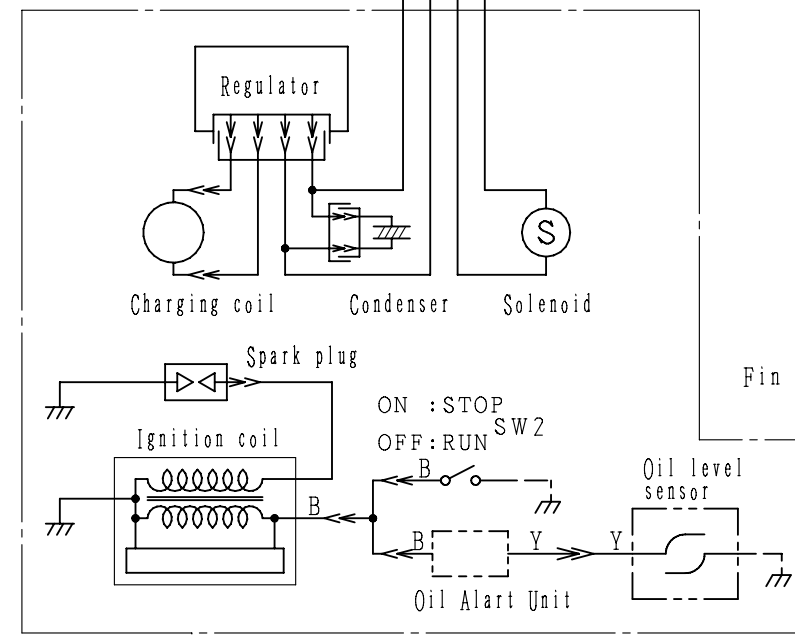 Regulator
S
Charging coil
Condenser
Solenoid
Spark plug
Fin
ON :STOP
SW2
OFF:RUN
Ignition coil
B
Oil level
sensor
B
B
Y
Y
Oil Alart Unit